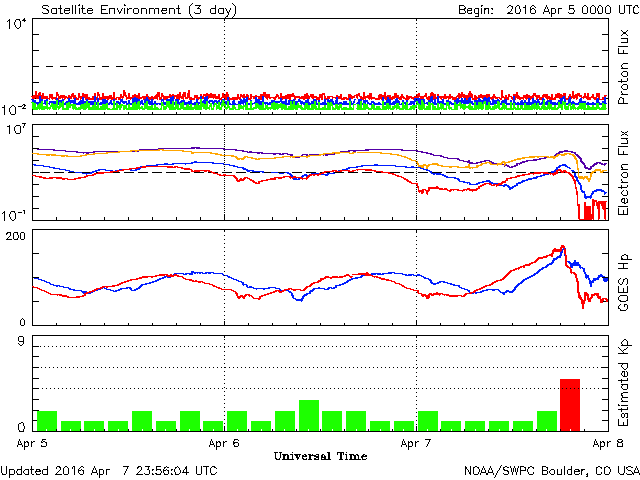 Satellite Environment (3 day) Begin: 2016 Apr 5 0000 UTC
10^4
10^-2
Proton Flux
10^7
10^-1
Electron Flux
200
0
GOES Hp
9
0
Estimated Kp
Apr 5 Apr 6 Apr 7 Apr 8
Universal Time
Updated 2016 Apr 7 23:56:04 UTC NOAA/SWPC Boulder, CO USA